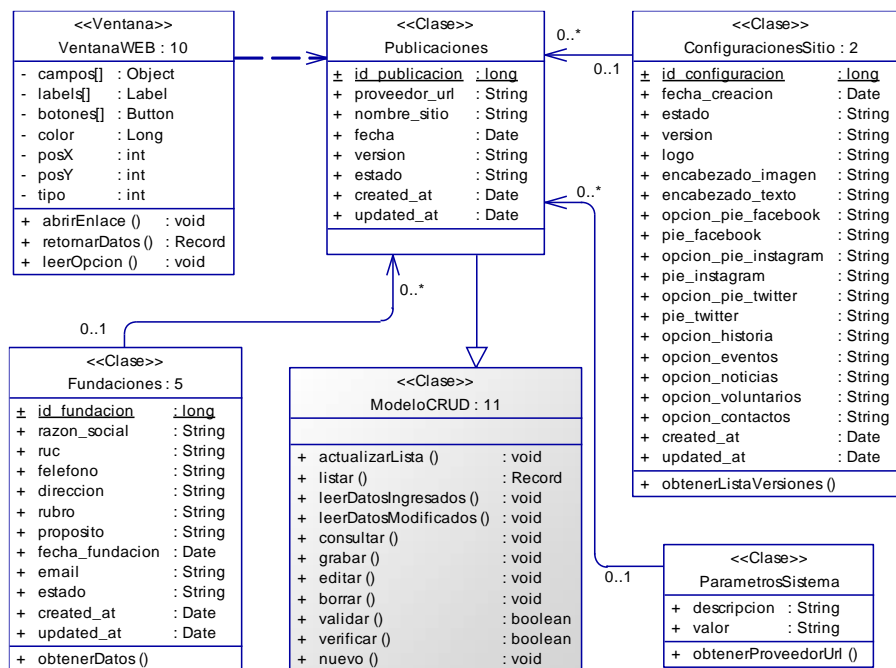 <<Ventana>>
VentanaWEB : 10
- campos[] : Object
- labels[] : Label
- botones[] : Button
- color : Long
- posX : int
- posY : int
- tipo : int
+ abrirEnlace () : void
+ retornarDatos () : Record
+ leerOpcion () : void
<<Clase>>
Publicaciones
+ id_publicacion : long
+ proveedor_url : String
+ nombre_sitio : String
+ fecha : Date
+ version : String
+ estado : String
+ created_at : Date
+ updated_at : Date
0..*
0..1
<<Clase>>
ConfiguracionesSitio : 2
+ id_configuracion : long
+ fecha_creacion : Date
+ estado : String
+ version : String
+ logo : String
+ encabezado_imagen : String
+ encabezado_texto : String
+ opcion_pie_facebook : String
+ pie_facebook : String
+ opcion_pie_instagram : String
+ pie_instagram : String
+ opcion_pie_twitter : String
+ pie_twitter : String
+ opcion_historia : String
+ opcion_eventos : String
+ opcion_noticias : String
+ opcion_voluntarios : String
+ opcion_contactos : String
+ created_at : Date
+ updated_at : Date
+ obtenerListaVersiones ()
0..*
0..*
0..1
<<Clase>>
Fundaciones : 5
+ id_fundacion : long
+ razon_social : String
+ ruc : String
+ felefono : String
+ direccion : String
+ rubro : String
+ proposito : String
+ fecha_fundacion : Date
+ email : String
+ estado : String
+ created_at : Date
+ updated_at : Date
+ obtenerDatos ()
<<Clase>>
ModeloCRUD : 11
+ actualizarLista () : void
+ listar () : Record
+ leerDatosIngresados () : void
+ leerDatosModificados () : void
+ consultar () : void
+ grabar () : void
+ editar () : void
+ borrar () : void
+ validar () : boolean
+ verificar () : boolean
+ nuevo () : void
0..1
<<Clase>>
ParametrosSistema
+ descripcion : String
+ valor : String
+ obtenerProveedorUrl ()